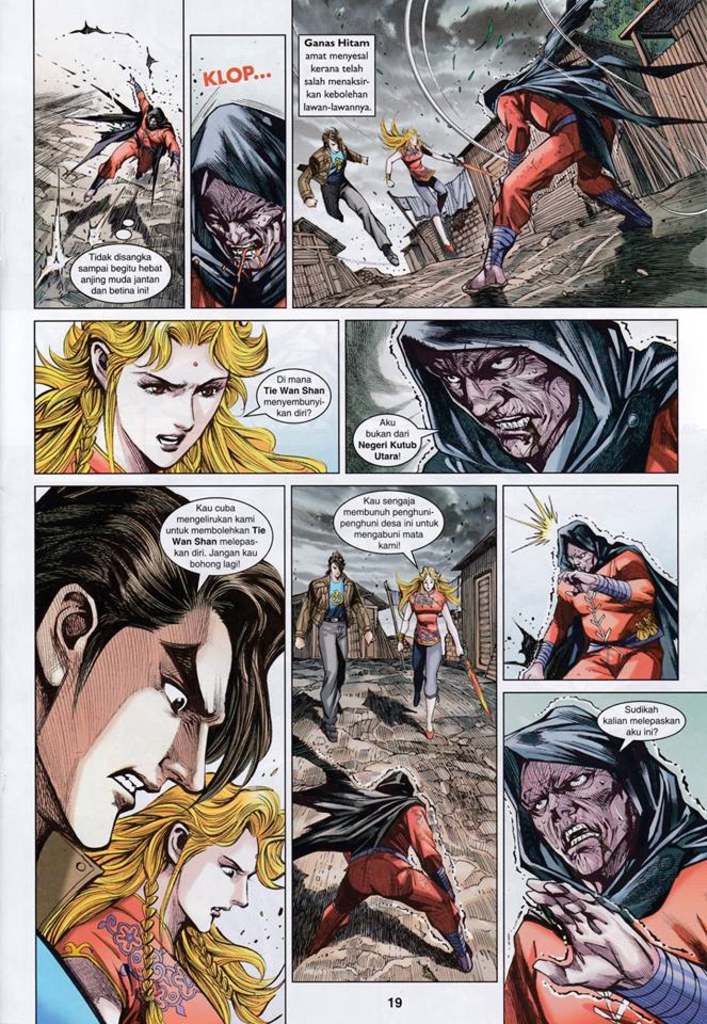 Tidak disangka
sampai begitu hebat
anjing muda jantan
dan betina ini!
KLOP...
Ganas Hitam
amat menyesal
kerana telah
salah menaksir-
kan kebolehan
lawan-lawannya.
Di mana
Tie Wan Shan
menyembunyi-
kan diri?
Aku
bukan dari
Negeri Kutub
Utara!
Kau cuba
mengelirukan kami
untuk membolehkan Tie
Wan Shan melepas-
kan diri. Jangan kau
bohong lagi!
Kau sengaja
membunuh penghuni-
penghuni desa ini untuk
mengabuni mata
kami!
Sudikah
kalian melepaskan
aku ini?
19